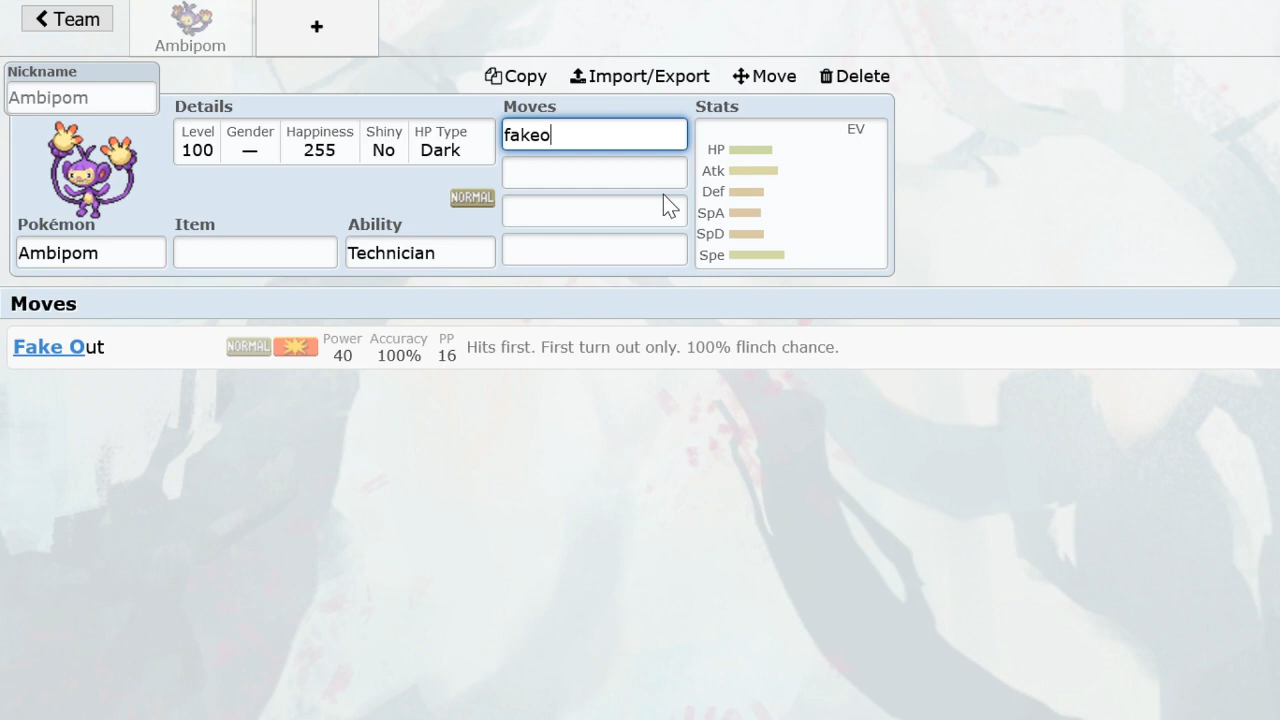 Team
Ambipom
+
Nickname
Ambipom
Copy
Import/Export
Move
Delete
Details
Level
100
Gender
—
Happiness
255
Shiny
No
HP Type
Dark
NORMAL
Pokémon
Ambipom
Item
Ability
Technician
Moves
fakeo
Stats
EV
HP
Atk
Def
SpA
SpD
Spe
Moves
Fake Out
NORMAL
Power
40
Accuracy
100%
PP
16
Hits first. First turn out only. 100% flinch chance.